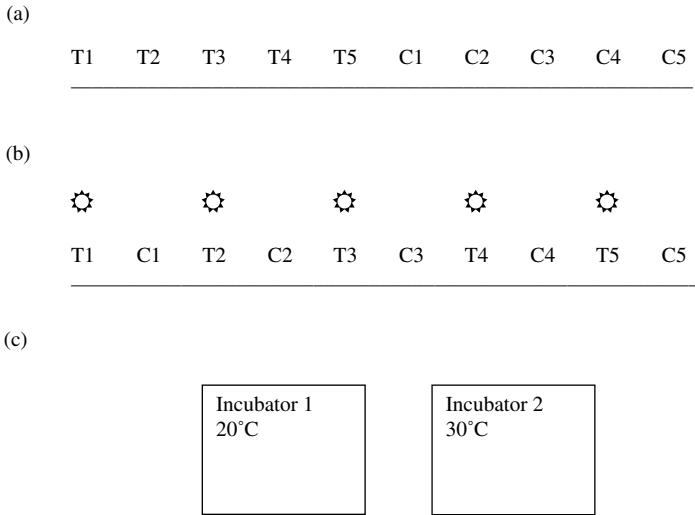 (a)
T1 T2 T3 T4 T5 C1 C2 C3 C4 C5
(b)
T1 C1 T2 C2 T3 C3 T4 C4 T5 C5
(c)
Incubator 1 Incubator 2
20˚C 30˚C